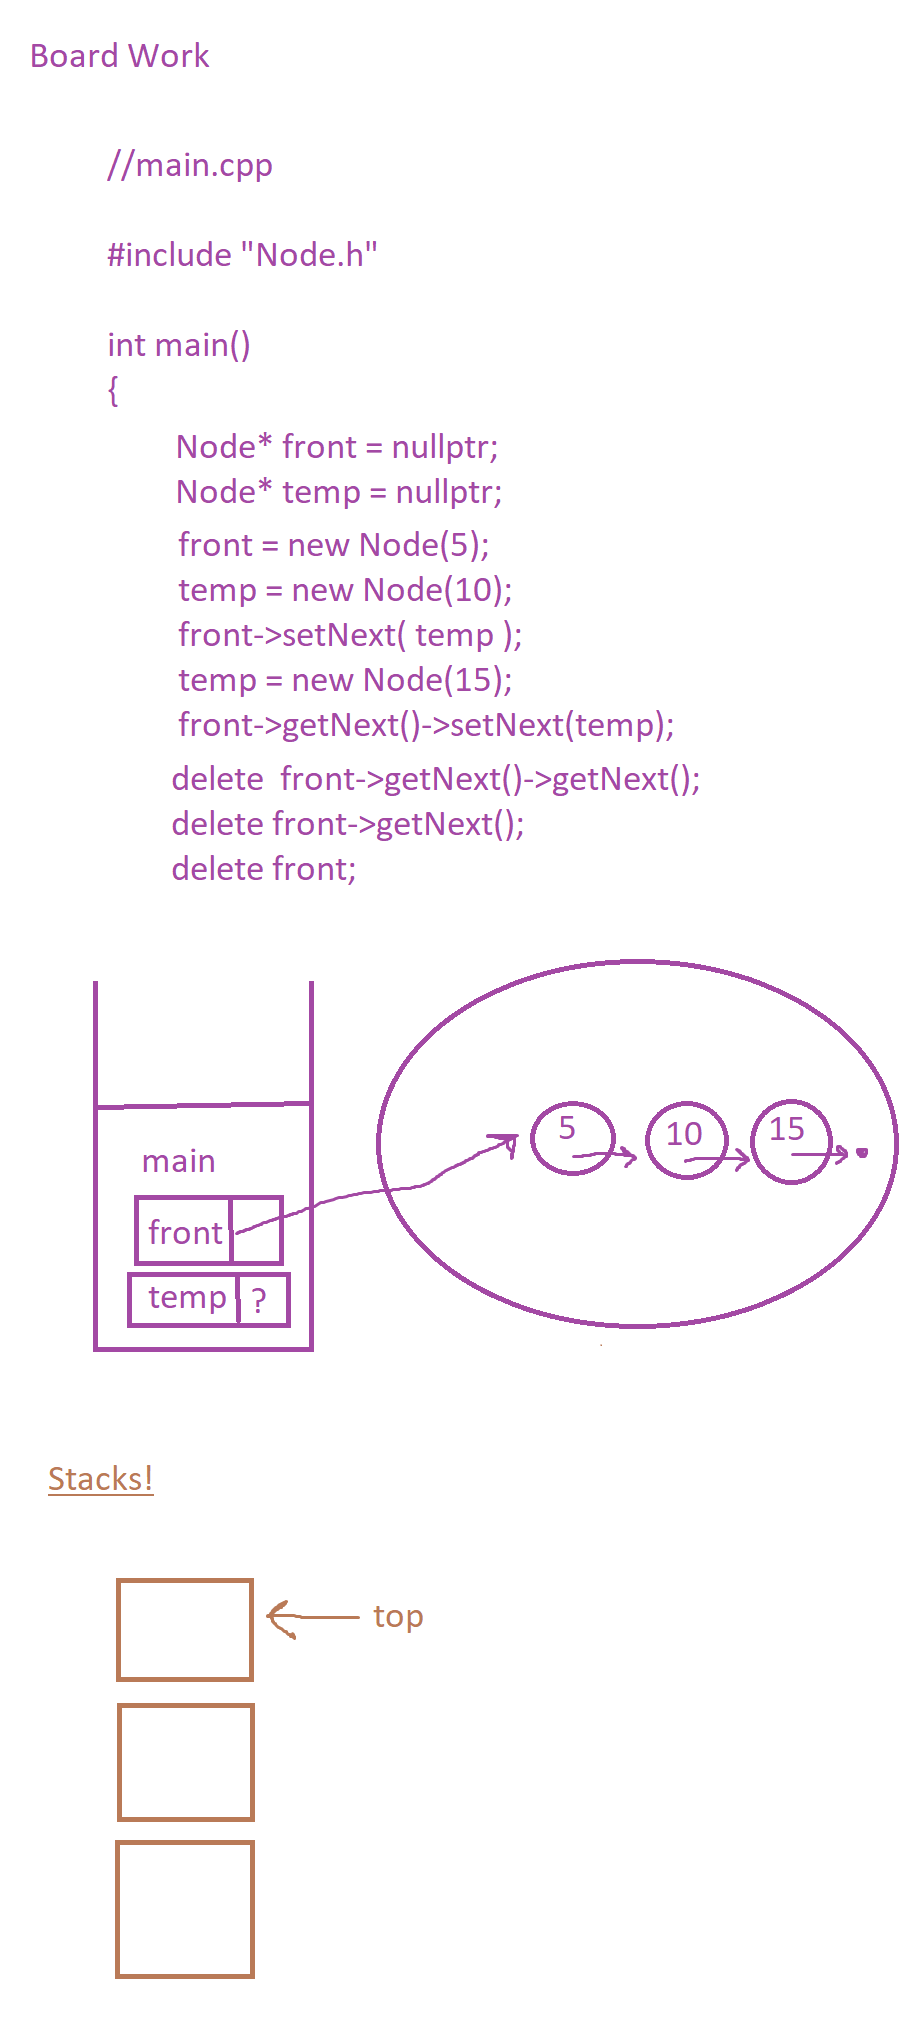 Board Work
//main.cpp
#include "Node.h"
int main()
{
Node* front = nullptr;
Node* temp = nullptr;
front = new Node(5);
temp = new Node(10);
front->setNext( temp );
temp = new Node(15);
front->getNext()->setNext(temp);
delete  front->getNext()->getNext();
delete front->getNext();
delete front;
5 10 15
main
front
temp ?
Stacks!
top